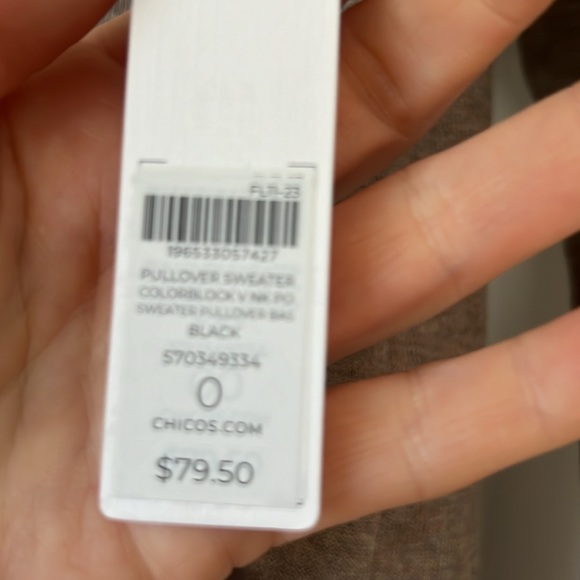 FL11-23
196533057427
PULLOVER SWEATER
COLORBLOCK V NK PO
SWEATER PULLOVER BAS
BLACK
570349334
0
CHICOS.COM
$79.50